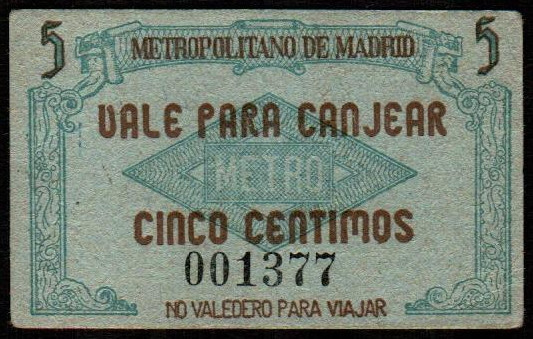 5 METROPOLITANO DE MADRID 5
VALE PARA CANJEAR
METRO
CINCO CENTIMOS
001377
NO VALEDERO PARA VIAJAR